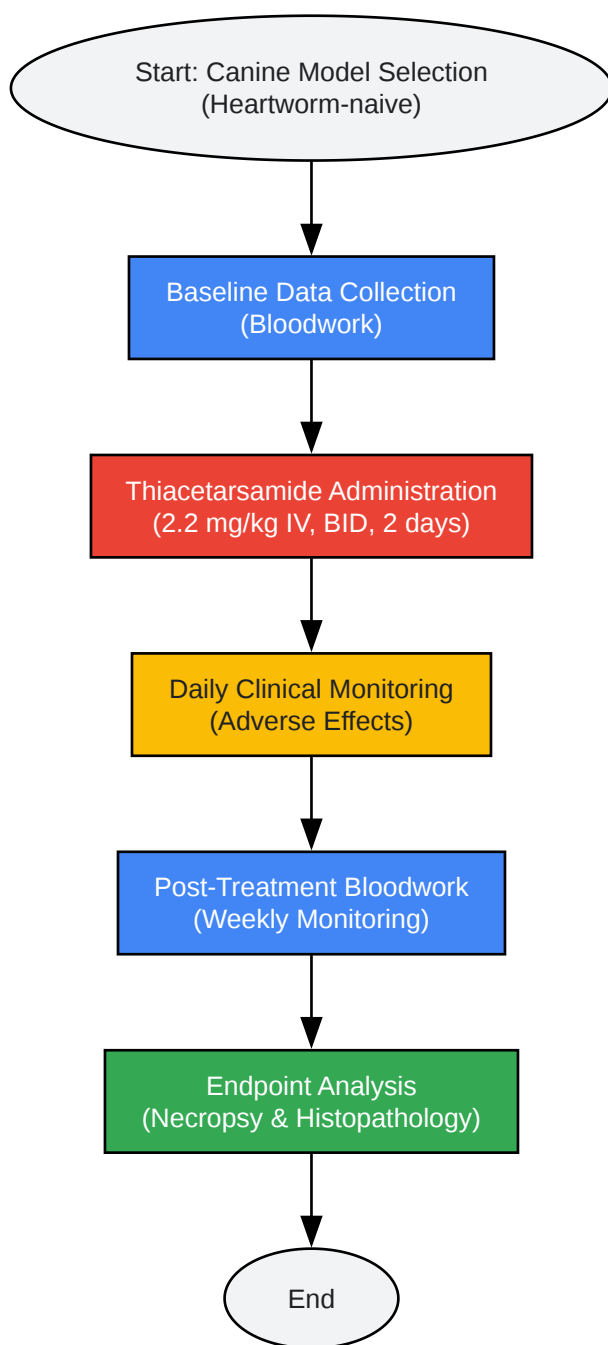 Start: Canine Model Selection
(Heartworm-naive)
Baseline Data Collection
(Bloodwork)
Thiacetarsamide Administration
(2.2 mg/kg IV, BID, 2 days)
Daily Clinical Monitoring
(Adverse Effects)
Post-Treatment Bloodwork
(Weekly Monitoring)
Endpoint Analysis
(Necropsy & Histopathology)
End